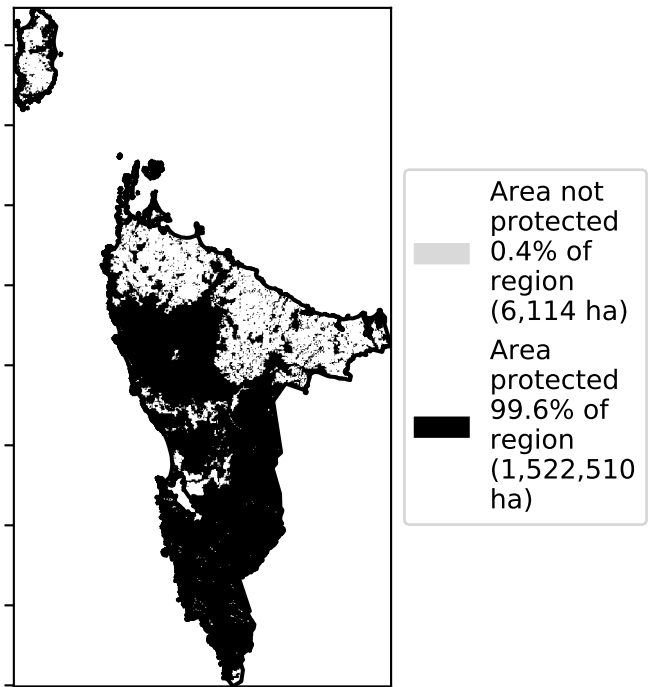 Area not
protected
0.4% of
region
(6,114 ha)
Area
protected
99.6% of
region
(1,522,510
ha)